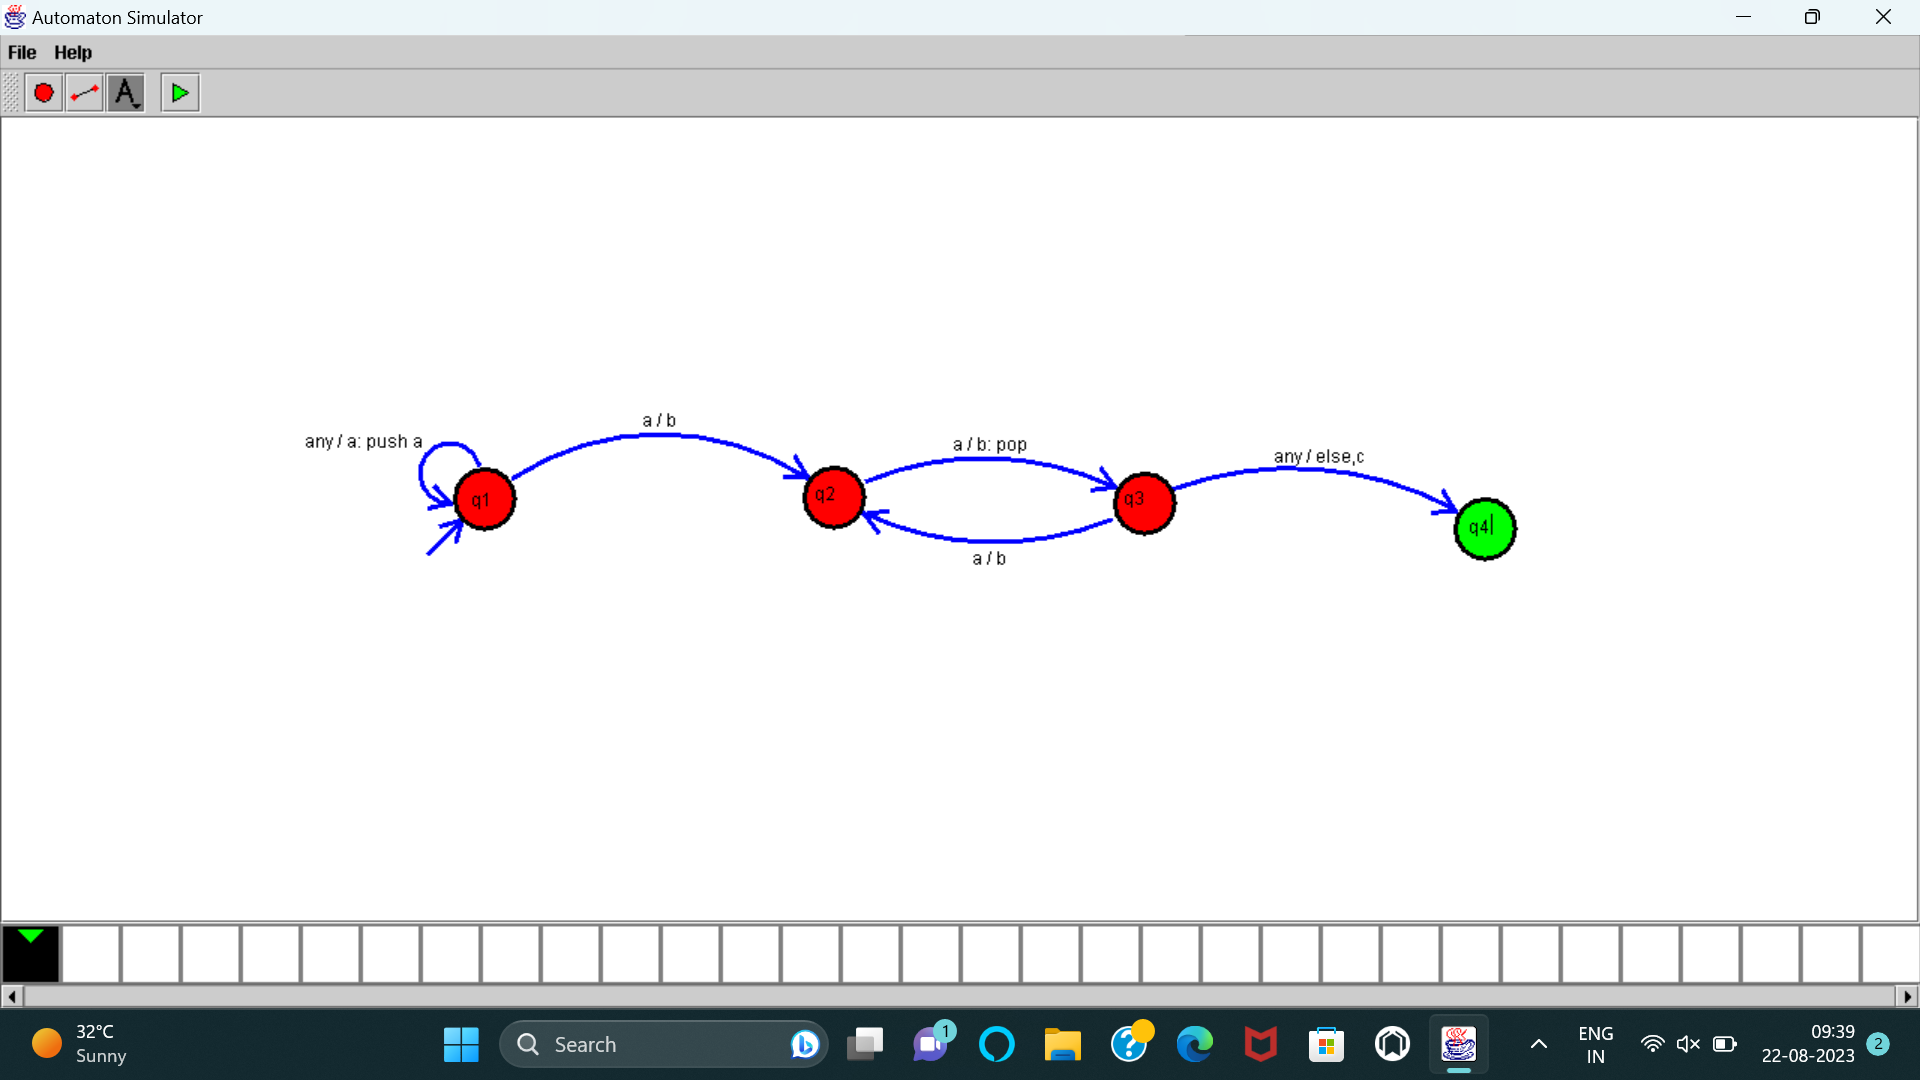 Automaton Simulator
File Help
A
a / b
any / a: push a
a / b: pop
any / else,c
q1
q2
q3
q4
a / b
32°C
Sunny
Search
1
ENG
IN
09:39
22-08-2023
2